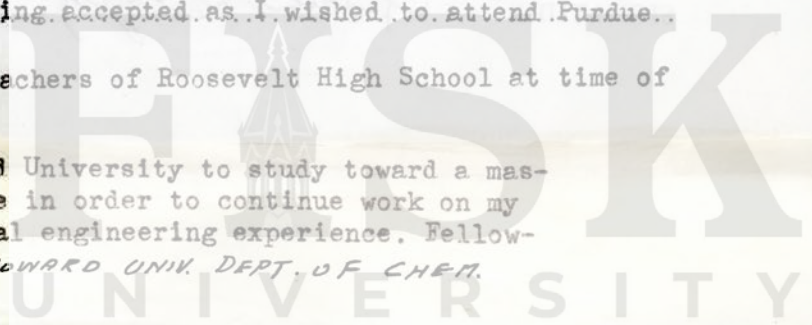 ing accepted as I wished to attend Purdue..
achers of Roosevelt High School at time of
University to study toward a mas-
in order to continue work on my
al engineering experience. Fellow-
OWARD UNIV. DEPT. OF CHEM.
FISK
UNIVERSITY